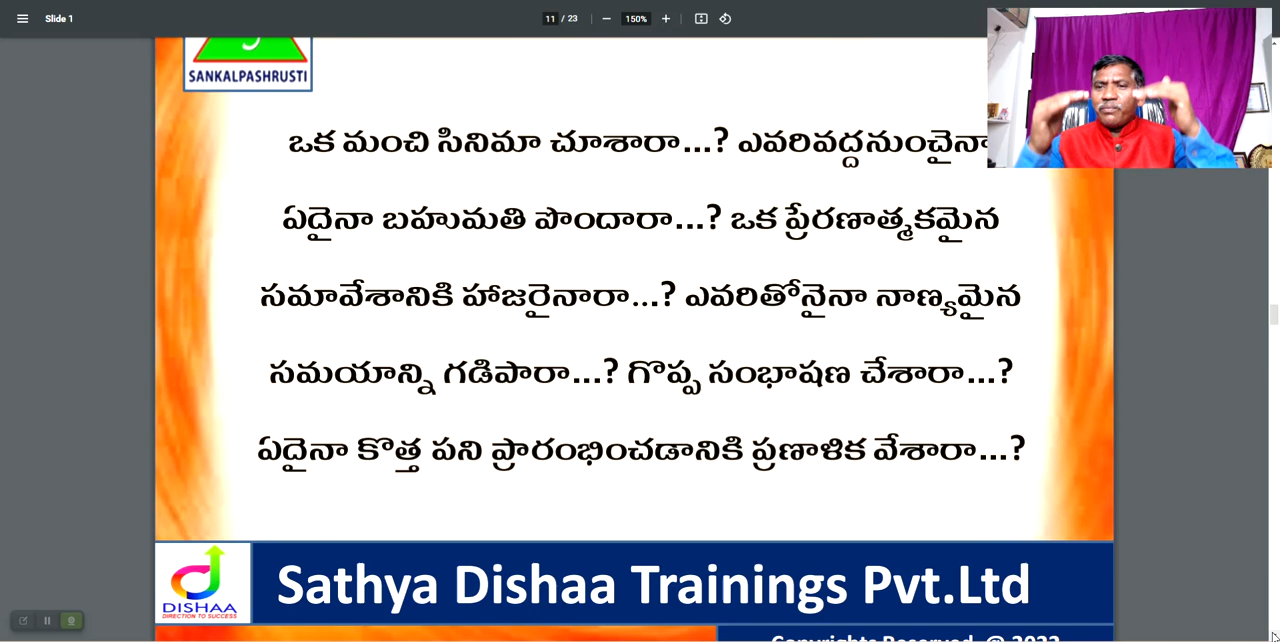 Slide 1
11 / 23
150%
SANKALPASHRUSTI
ఒక మంచి సినిమా చూశారా...? ఎవరివద్దనుంచైనా
ఏదైనా బహుమతి పొందారా...? ఒక ప్రేరణాత్మకమైన
సమావేశానికి హాజరైనారా...? ఎవరితోనైనా నాణ్యమైన
సమయాన్ని గడిపారా...? గొప్ప సంభాషణ చేశారా...?
ఏదైనా కొత్త పని ప్రారంభించడానికి ప్రణాళిక వేశారా...?
DISHAA
DIRECTION TO SUCCESS
Sathya Dishaa Trainings Pvt.Ltd